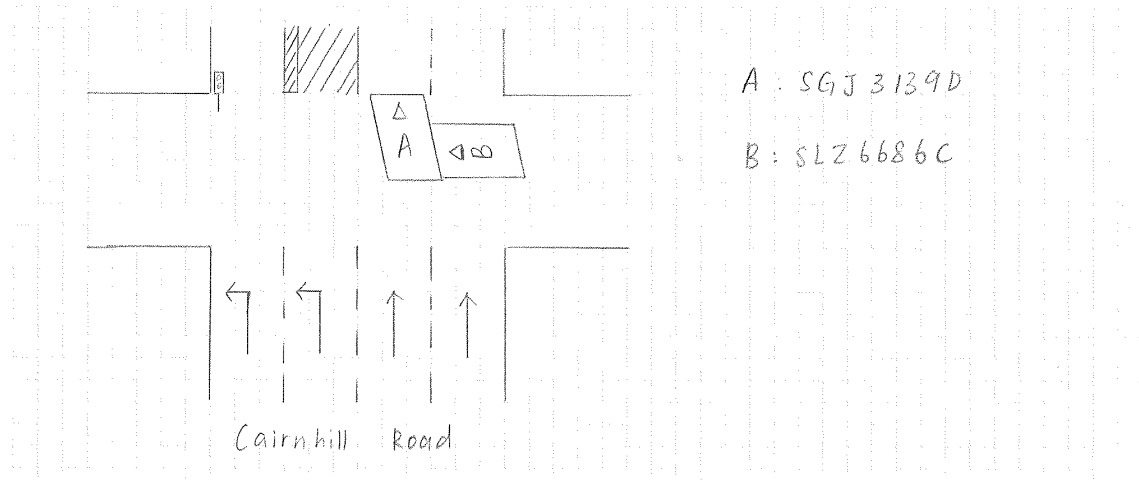 A : SGJ 3139D
B : SLZ 6686C
A
B
Cairnhill Road